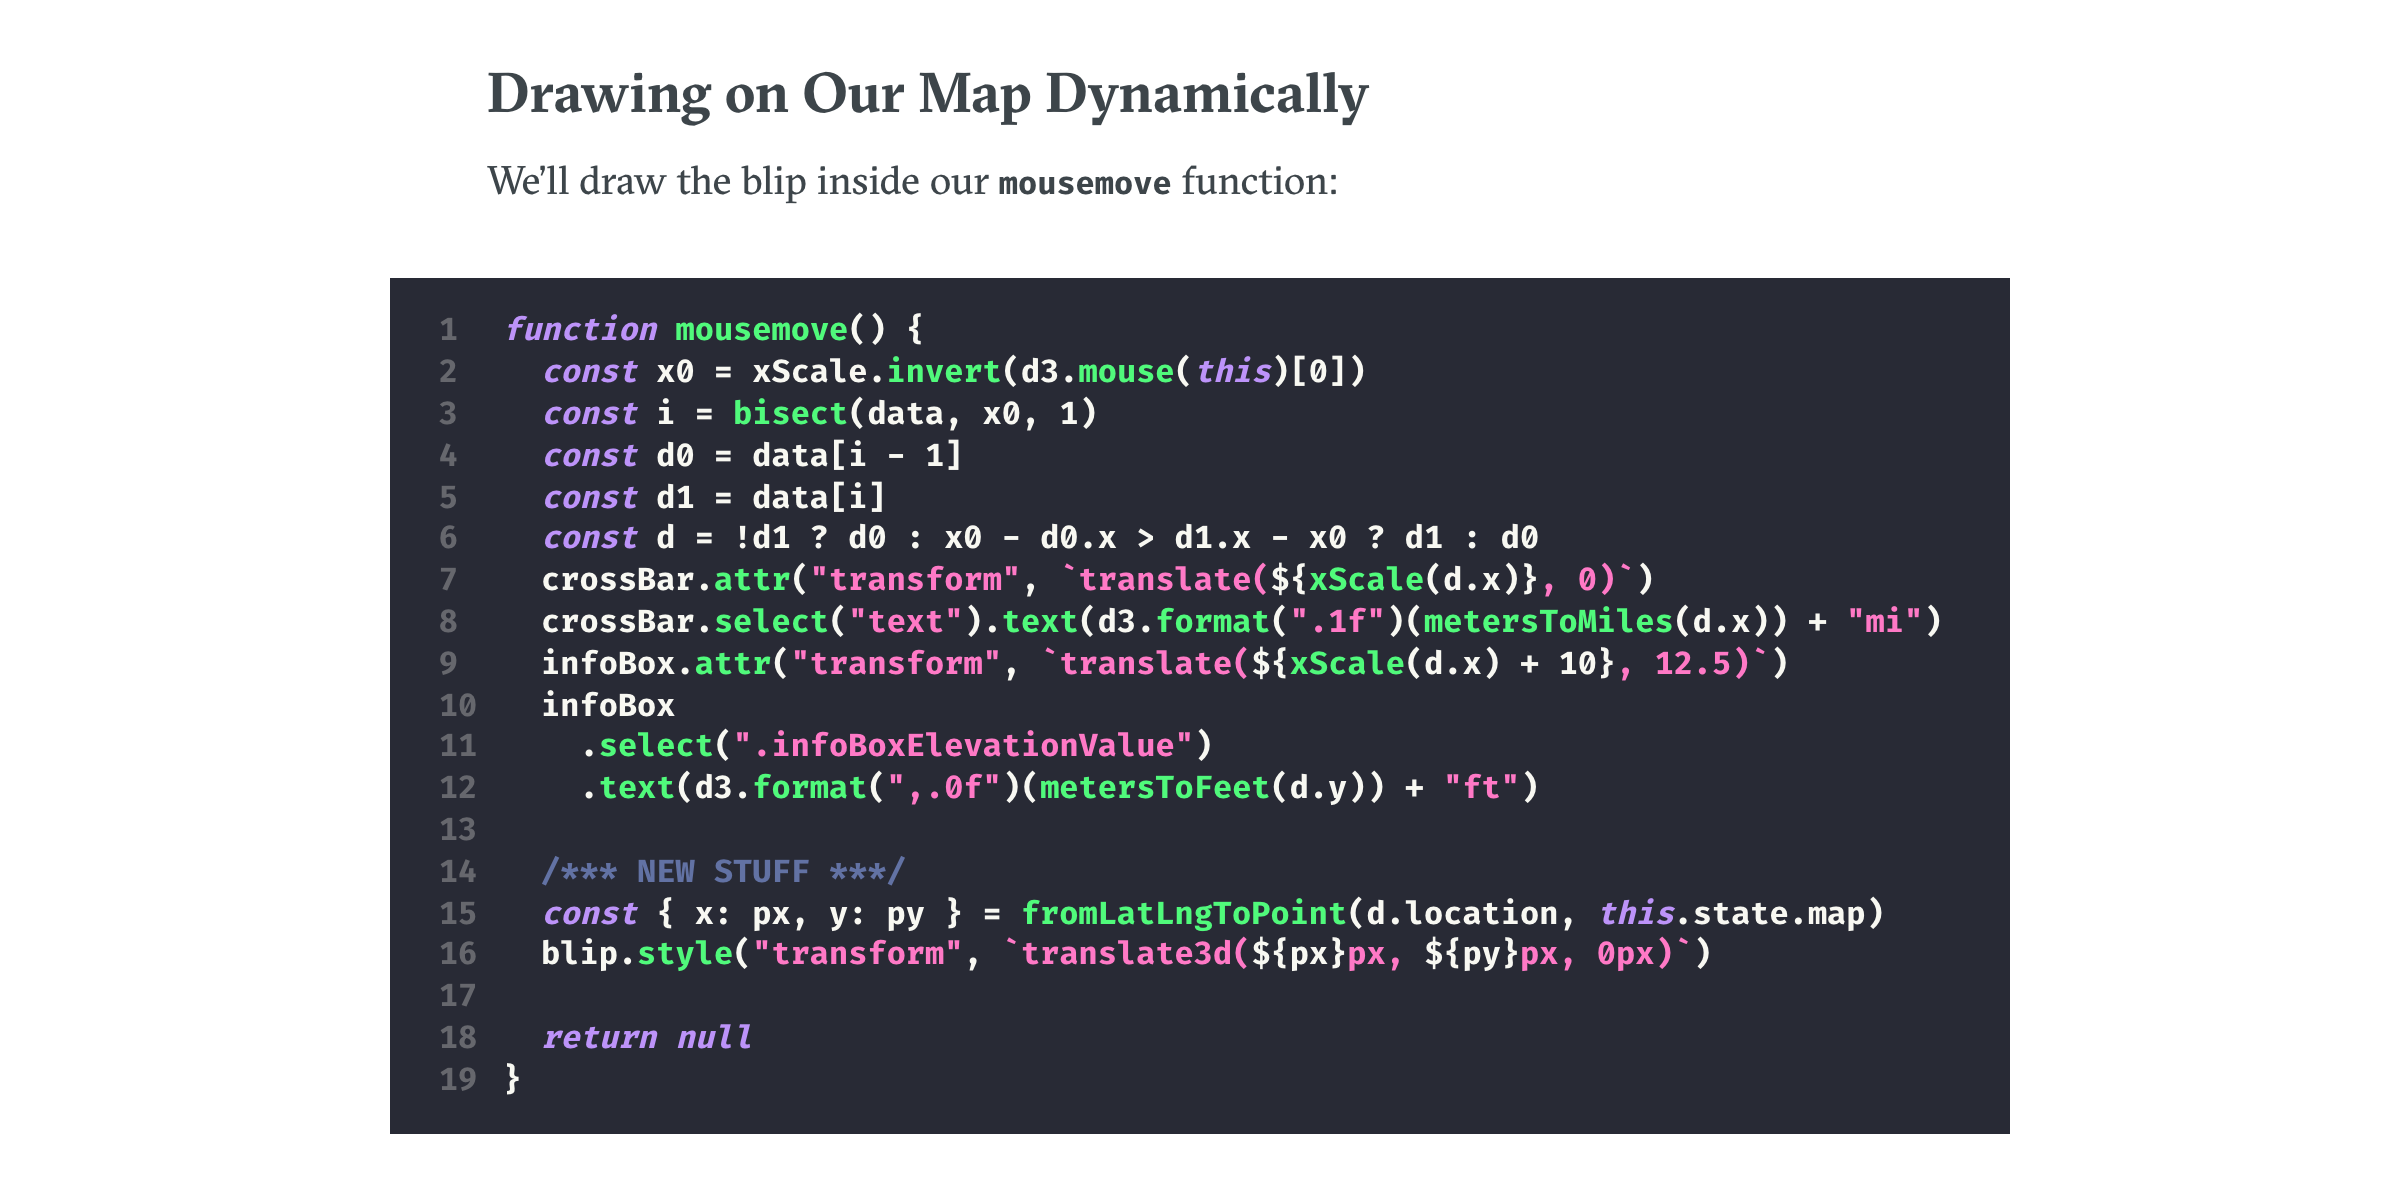 Drawing on Our Map Dynamically
We’ll draw the blip inside our mousemove function:
1 function mousemove() {
2   const x0 = xScale.invert(d3.mouse(this)[0])
3   const i = bisect(data, x0, 1)
4   const d0 = data[i - 1]
5   const d1 = data[i]
6   const d = !d1 ? d0 : x0 - d0.x > d1.x - x0 ? d1 : d0
7   crossBar.attr("transform", `translate(${xScale(d.x)}, 0)`)
8   crossBar.select("text").text(d3.format(".1f")(metersToMiles(d.x)) + "mi")
9   infoBox.attr("transform", `translate(${xScale(d.x) + 10}, 12.5)`)
10   infoBox
11     .select(".infoBoxElevationValue")
12     .text(d3.format(",.0f")(metersToFeet(d.y)) + "ft")
13
14   /*** NEW STUFF ***/
15   const { x: px, y: py } = fromLatLngToPoint(d.location, this.state.map)
16   blip.style("transform", `translate3d(${px}px, ${py}px, 0px)`)
17
18   return null
19 }